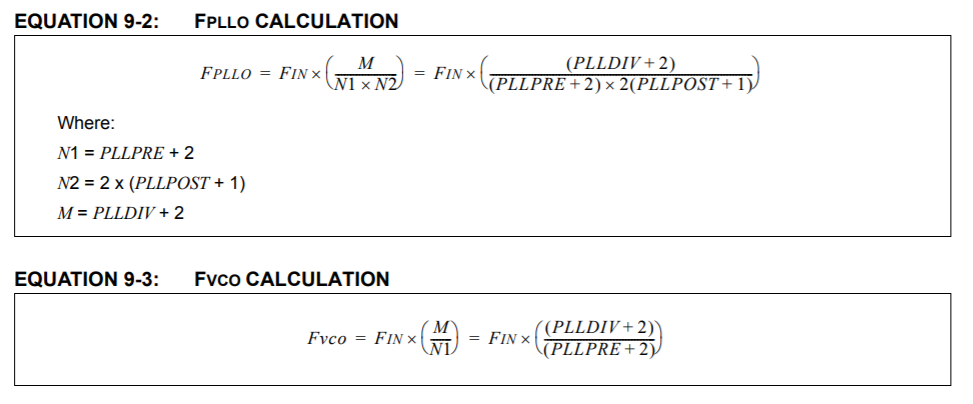 EQUATION 9-2: FPLLO CALCULATION
FPLLO = FIN × (M / N1 × N2) = FIN × ((PLLDIV + 2) / (PLLPRE + 2) × 2(PLLPOST + 1))
Where:
N1 = PLLPRE + 2
N2 = 2 x (PLLPOST + 1)
M = PLLDIV + 2
EQUATION 9-3: FVCO CALCULATION
Fvco = FIN × (M / N1) = FIN × ((PLLDIV + 2) / (PLLPRE + 2))